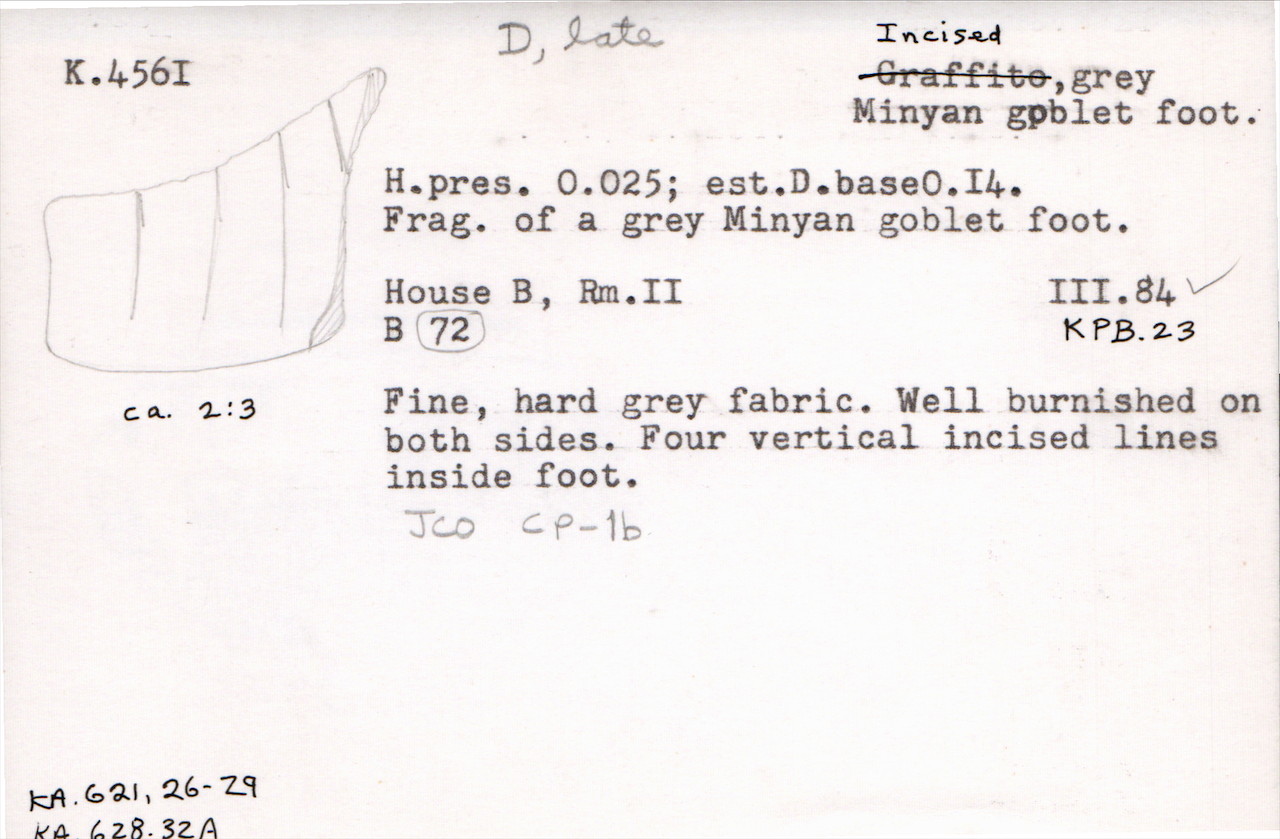 D, late
Incised
K.456I
Graffito, grey
Minyan goblet foot.
H.pres. 0.025; est.D.base0.I4.
Frag. of a grey Minyan goblet foot.
House B, Rm.II
III.84 ✓
B 72
KPB.23
ca. 2:3
Fine, hard grey fabric. Well burnished on
both sides. Four vertical incised lines
inside foot.
JCO CP-1b
KA.621, 26-29
KA.628.32A